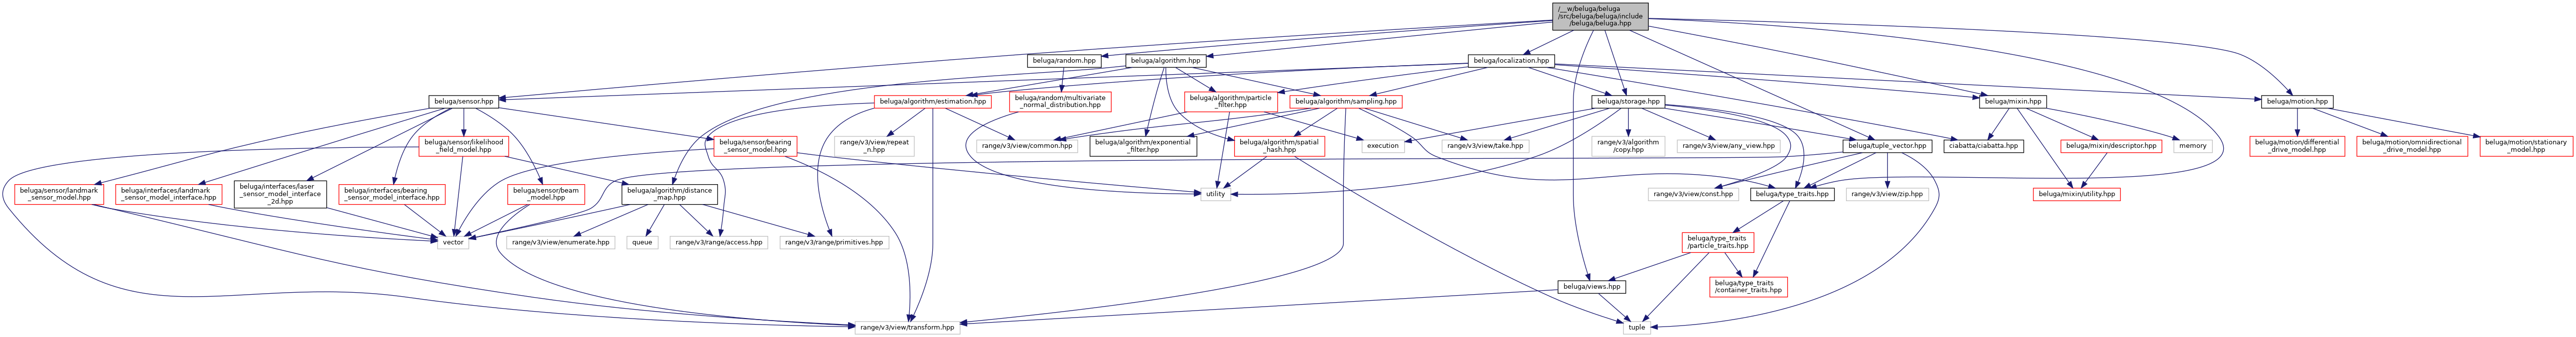 /__w/beluga/beluga
/src/beluga/beluga/include
/beluga/beluga.hpp
beluga/random.hpp
beluga/algorithm.hpp
beluga/localization.hpp
beluga/sensor.hpp
beluga/random/multivariate
_normal_distribution.hpp
beluga/algorithm/estimation.hpp
beluga/algorithm/particle
_filter.hpp
beluga/algorithm/sampling.hpp
beluga/storage.hpp
beluga/mixin.hpp
beluga/motion.hpp
beluga/sensor/likelihood
_field_model.hpp
beluga/sensor/bearing
_sensor_model.hpp
range/v3/view/repeat
_n.hpp
range/v3/view/common.hpp
beluga/algorithm/exponential
_filter.hpp
beluga/algorithm/spatial
_hash.hpp
execution
range/v3/view/take.hpp
range/v3/algorithm
/copy.hpp
range/v3/view/any_view.hpp
beluga/tuple_vector.hpp
ciabatta/ciabatta.hpp
beluga/mixin/descriptor.hpp
memory
beluga/motion/differential
_drive_model.hpp
beluga/motion/omnidirectional
_drive_model.hpp
beluga/motion/stationary
_model.hpp
beluga/sensor/landmark
_sensor_model.hpp
beluga/interfaces/landmark
_sensor_model_interface.hpp
beluga/interfaces/laser
_sensor_model_interface
_2d.hpp
beluga/interfaces/bearing
_sensor_model_interface.hpp
beluga/sensor/beam
_model.hpp
beluga/algorithm/distance
_map.hpp
utility
range/v3/view/const.hpp
beluga/type_traits.hpp
range/v3/view/zip.hpp
beluga/mixin/utility.hpp
vector
range/v3/view/enumerate.hpp
queue
range/v3/range/access.hpp
range/v3/range/primitives.hpp
beluga/type_traits
/particle_traits.hpp
beluga/views.hpp
beluga/type_traits
/container_traits.hpp
range/v3/view/transform.hpp
tuple